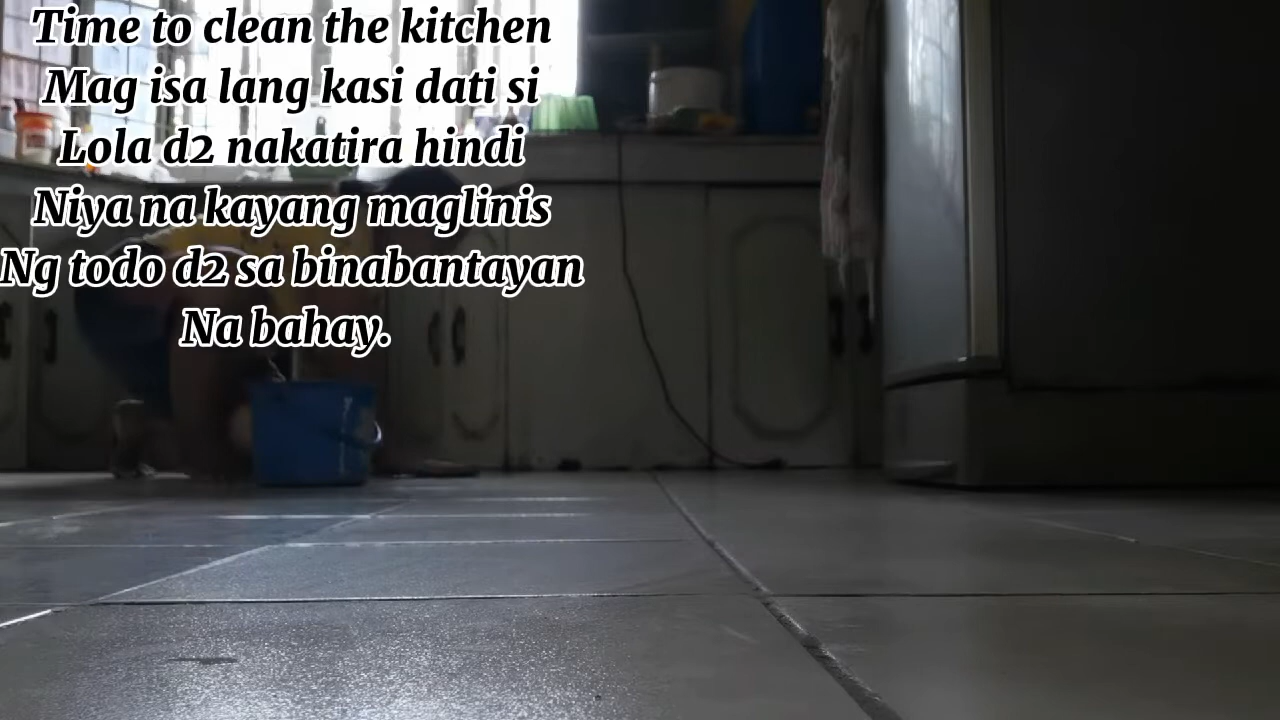 Time to clean the kitchen
Mag isa lang kasi dati si
Lola d2 nakatira hindi
Niya na kayang maglinis
Ng todo d2 sa binabantayan
Na bahay.